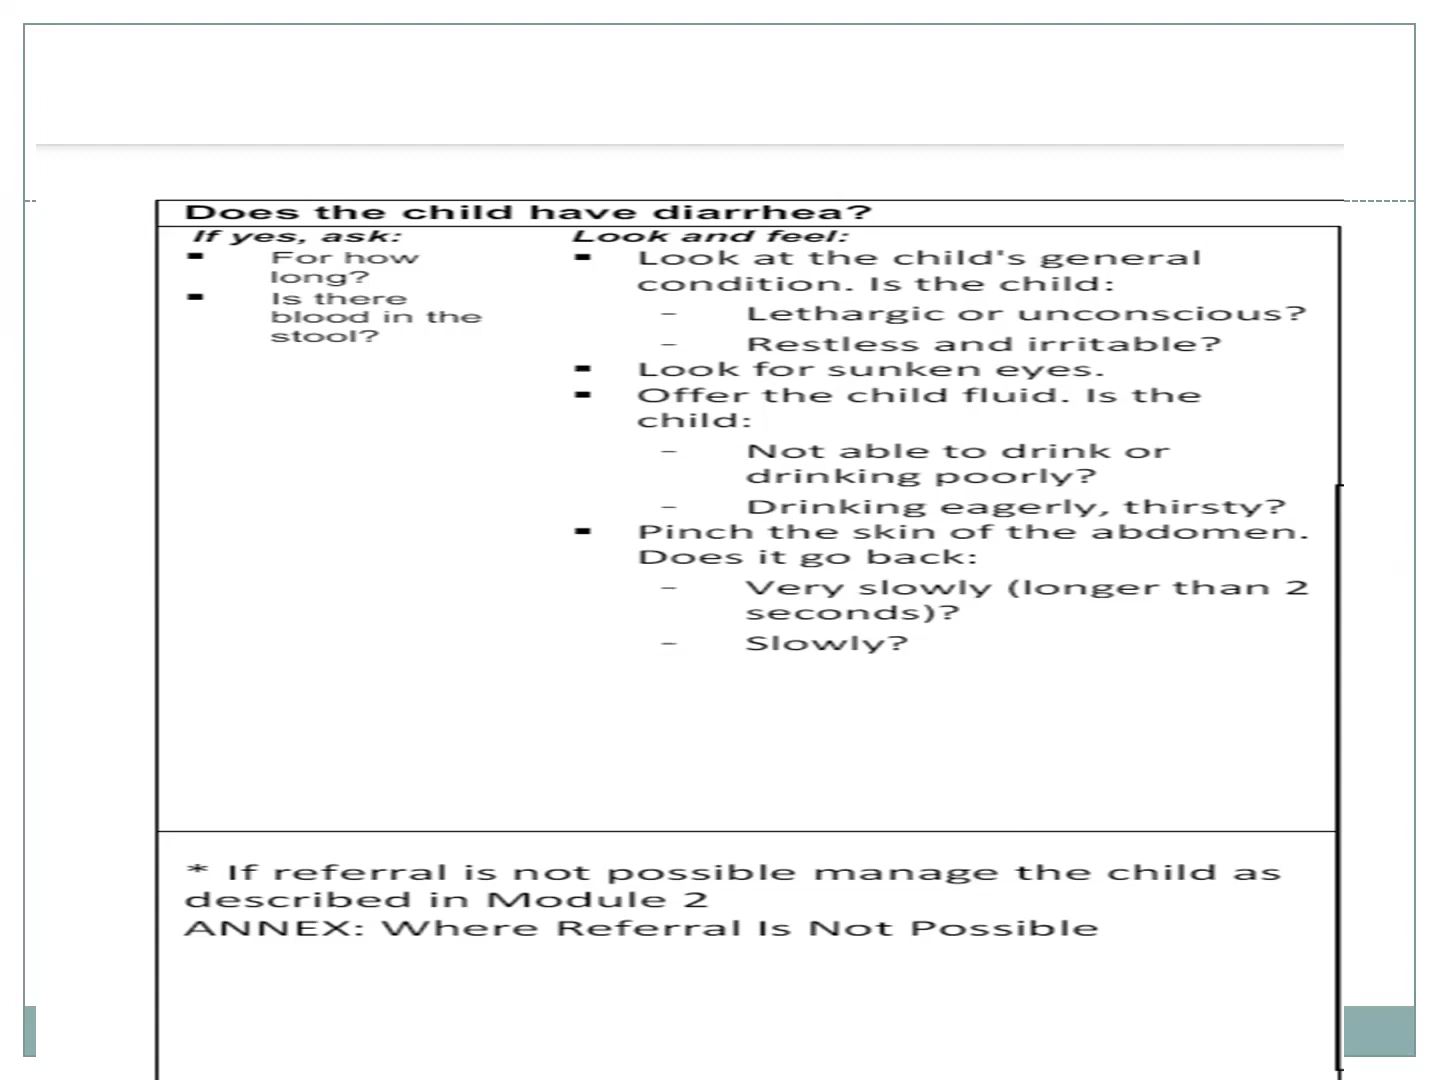 Does the child have diarrhea?
If yes, ask:
▪ For how
long?
▪ Is there
blood in the
stool?
Look and feel:
▪ Look at the child's general
condition. Is the child:
– Lethargic or unconscious?
– Restless and irritable?
▪ Look for sunken eyes.
▪ Offer the child fluid. Is the
child:
– Not able to drink or
drinking poorly?
– Drinking eagerly, thirsty?
▪ Pinch the skin of the abdomen.
Does it go back:
– Very slowly (longer than 2
seconds)?
– Slowly?
* If referral is not possible manage the child as
described in Module 2
ANNEX: Where Referral Is Not Possible